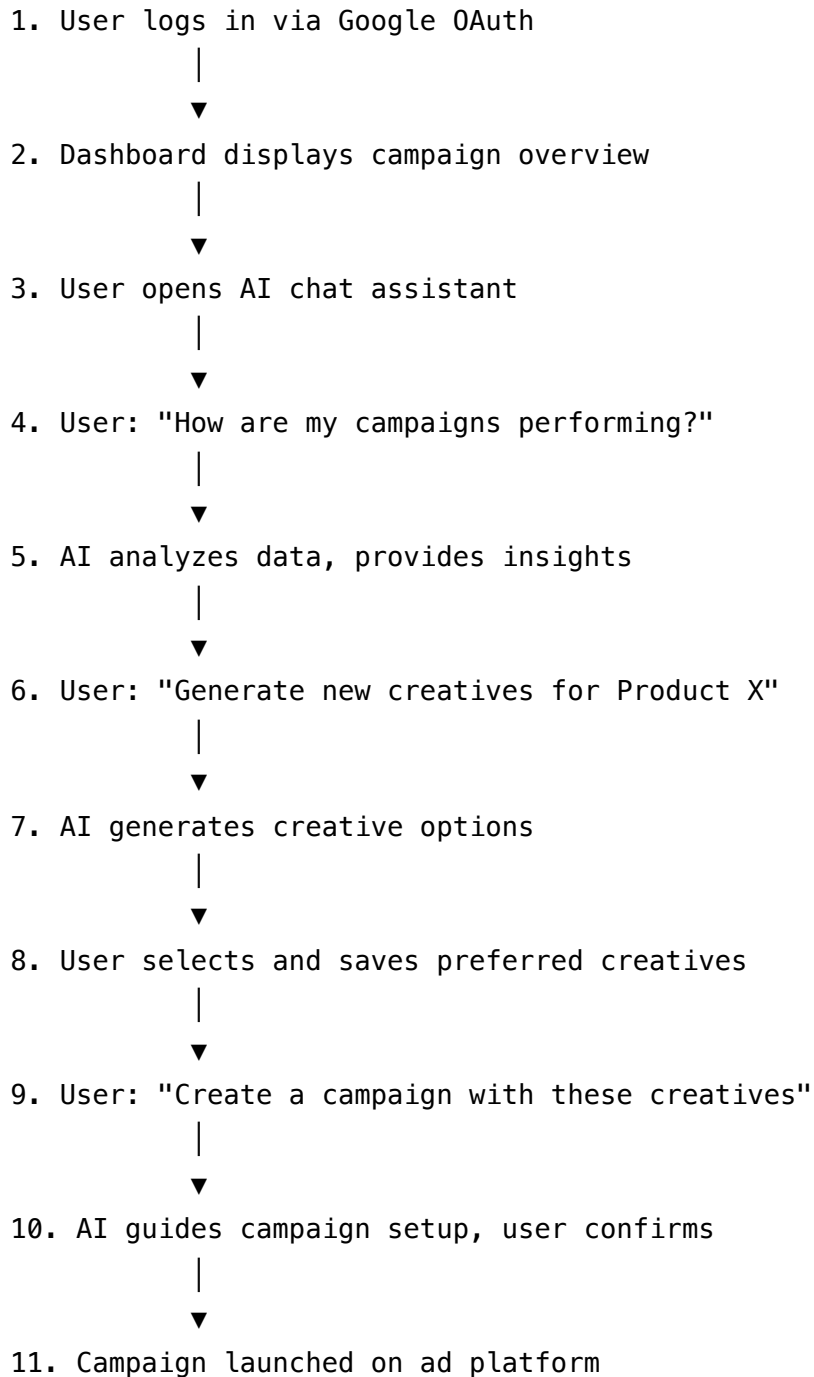 1. User logs in via Google OAuth
2. Dashboard displays campaign overview
3. User opens AI chat assistant
4. User: "How are my campaigns performing?"
5. AI analyzes data, provides insights
6. User: "Generate new creatives for Product X"
7. AI generates creative options
8. User selects and saves preferred creatives
9. User: "Create a campaign with these creatives"
10. AI guides campaign setup, user confirms
11. Campaign launched on ad platform